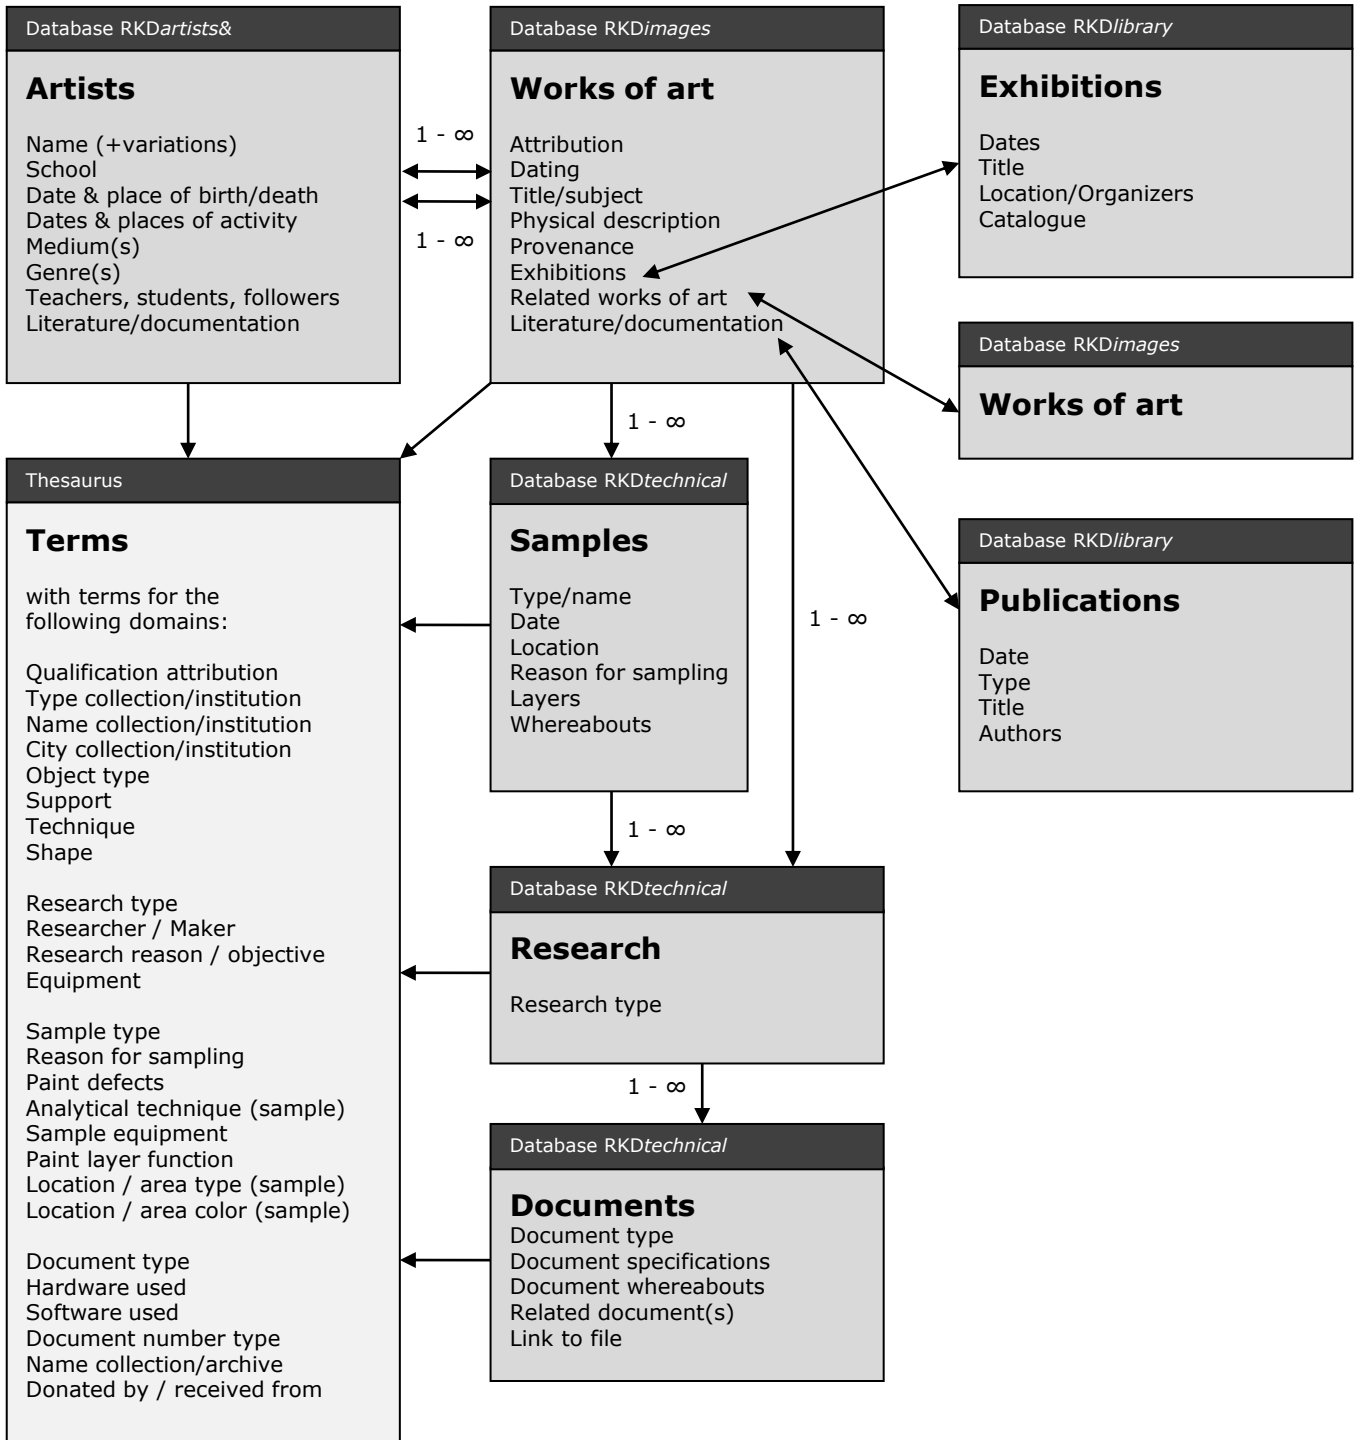 Database RKDartists&
Artists
Name (+variations)
School
Date & place of birth/death
Dates & places of activity
Medium(s)
Genre(s)
Teachers, students, followers
Literature/documentation
1 - ∞
1 - ∞
Database RKDimages
Works of art
Attribution
Dating
Title/subject
Physical description
Provenance
Exhibitions
Related works of art
Literature/documentation
Database RKDlibrary
Exhibitions
Dates
Title
Location/Organizers
Catalogue
Database RKDimages
Works of art
Database RKDlibrary
Publications
Date
Type
Title
Authors
Thesaurus
Terms
with terms for the
following domains:
Qualification attribution
Type collection/institution
Name collection/institution
City collection/institution
Object type
Support
Technique
Shape
Research type
Researcher / Maker
Research reason / objective
Equipment
Sample type
Reason for sampling
Paint defects
Analytical technique (sample)
Sample equipment
Paint layer function
Location / area type (sample)
Location / area color (sample)
Document type
Hardware used
Software used
Document number type
Name collection/archive
Donated by / received from
1 - ∞
Database RKDtechnical
Samples
Type/name
Date
Location
Reason for sampling
Layers
Whereabouts
1 - ∞
1 - ∞
Database RKDtechnical
Research
Research type
1 - ∞
Database RKDtechnical
Documents
Document type
Document specifications
Document whereabouts
Related document(s)
Link to file